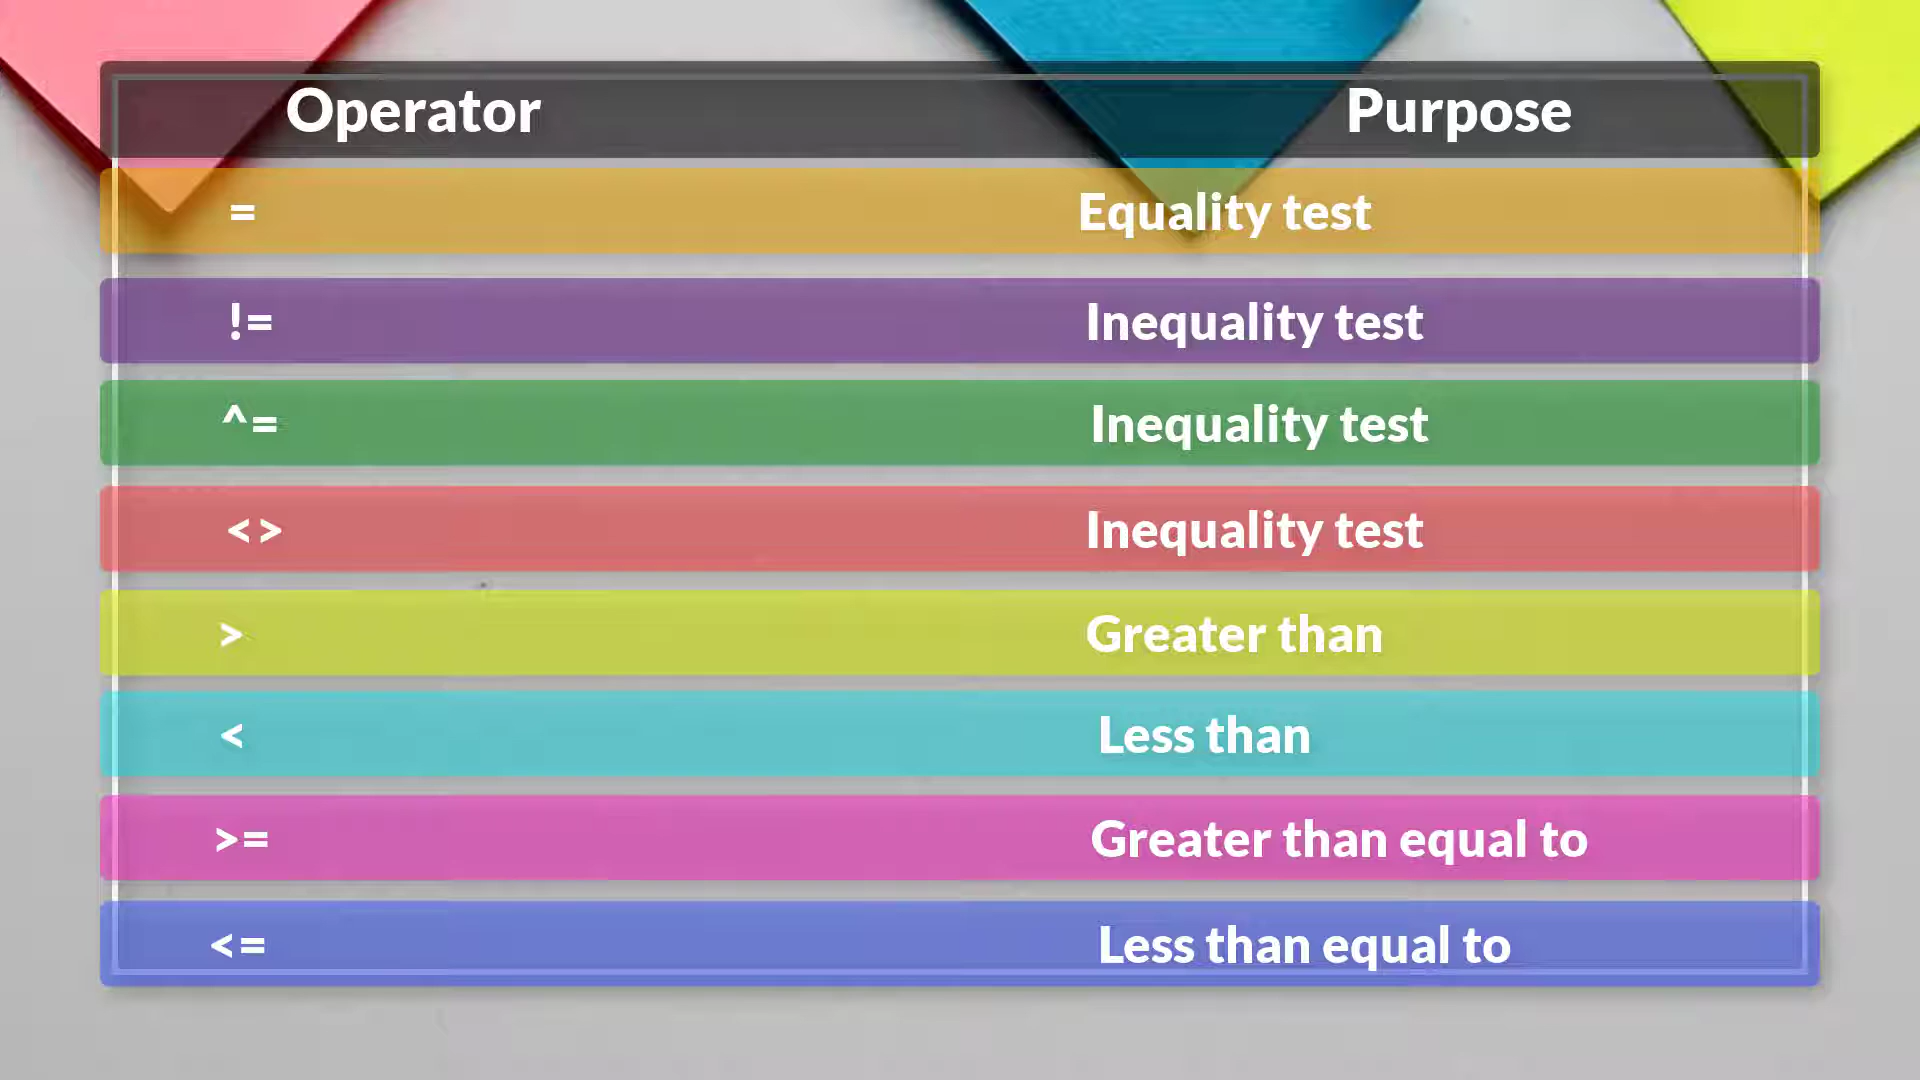 Operator Purpose
= Equality test
!= Inequality test
^= Inequality test
<> Inequality test
> Greater than
< Less than
>= Greater than equal to
<= Less than equal to